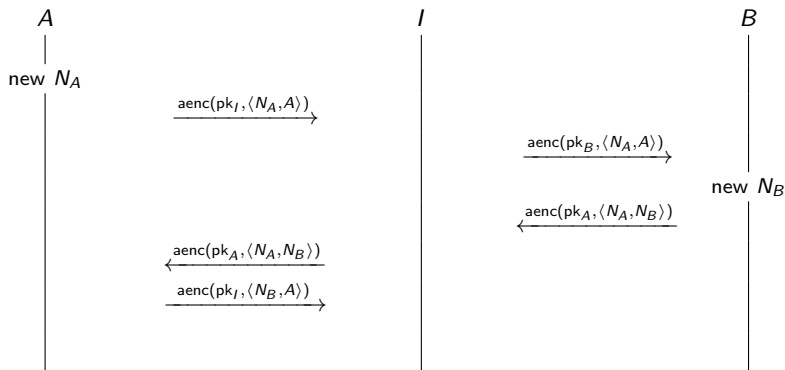 A I B
new N_A
aenc(pk_I,⟨N_A,A⟩)
aenc(pk_B,⟨N_A,A⟩)
new N_B
aenc(pk_A,⟨N_A,N_B⟩)
aenc(pk_A,⟨N_A,N_B⟩)
aenc(pk_I,⟨N_B,A⟩)